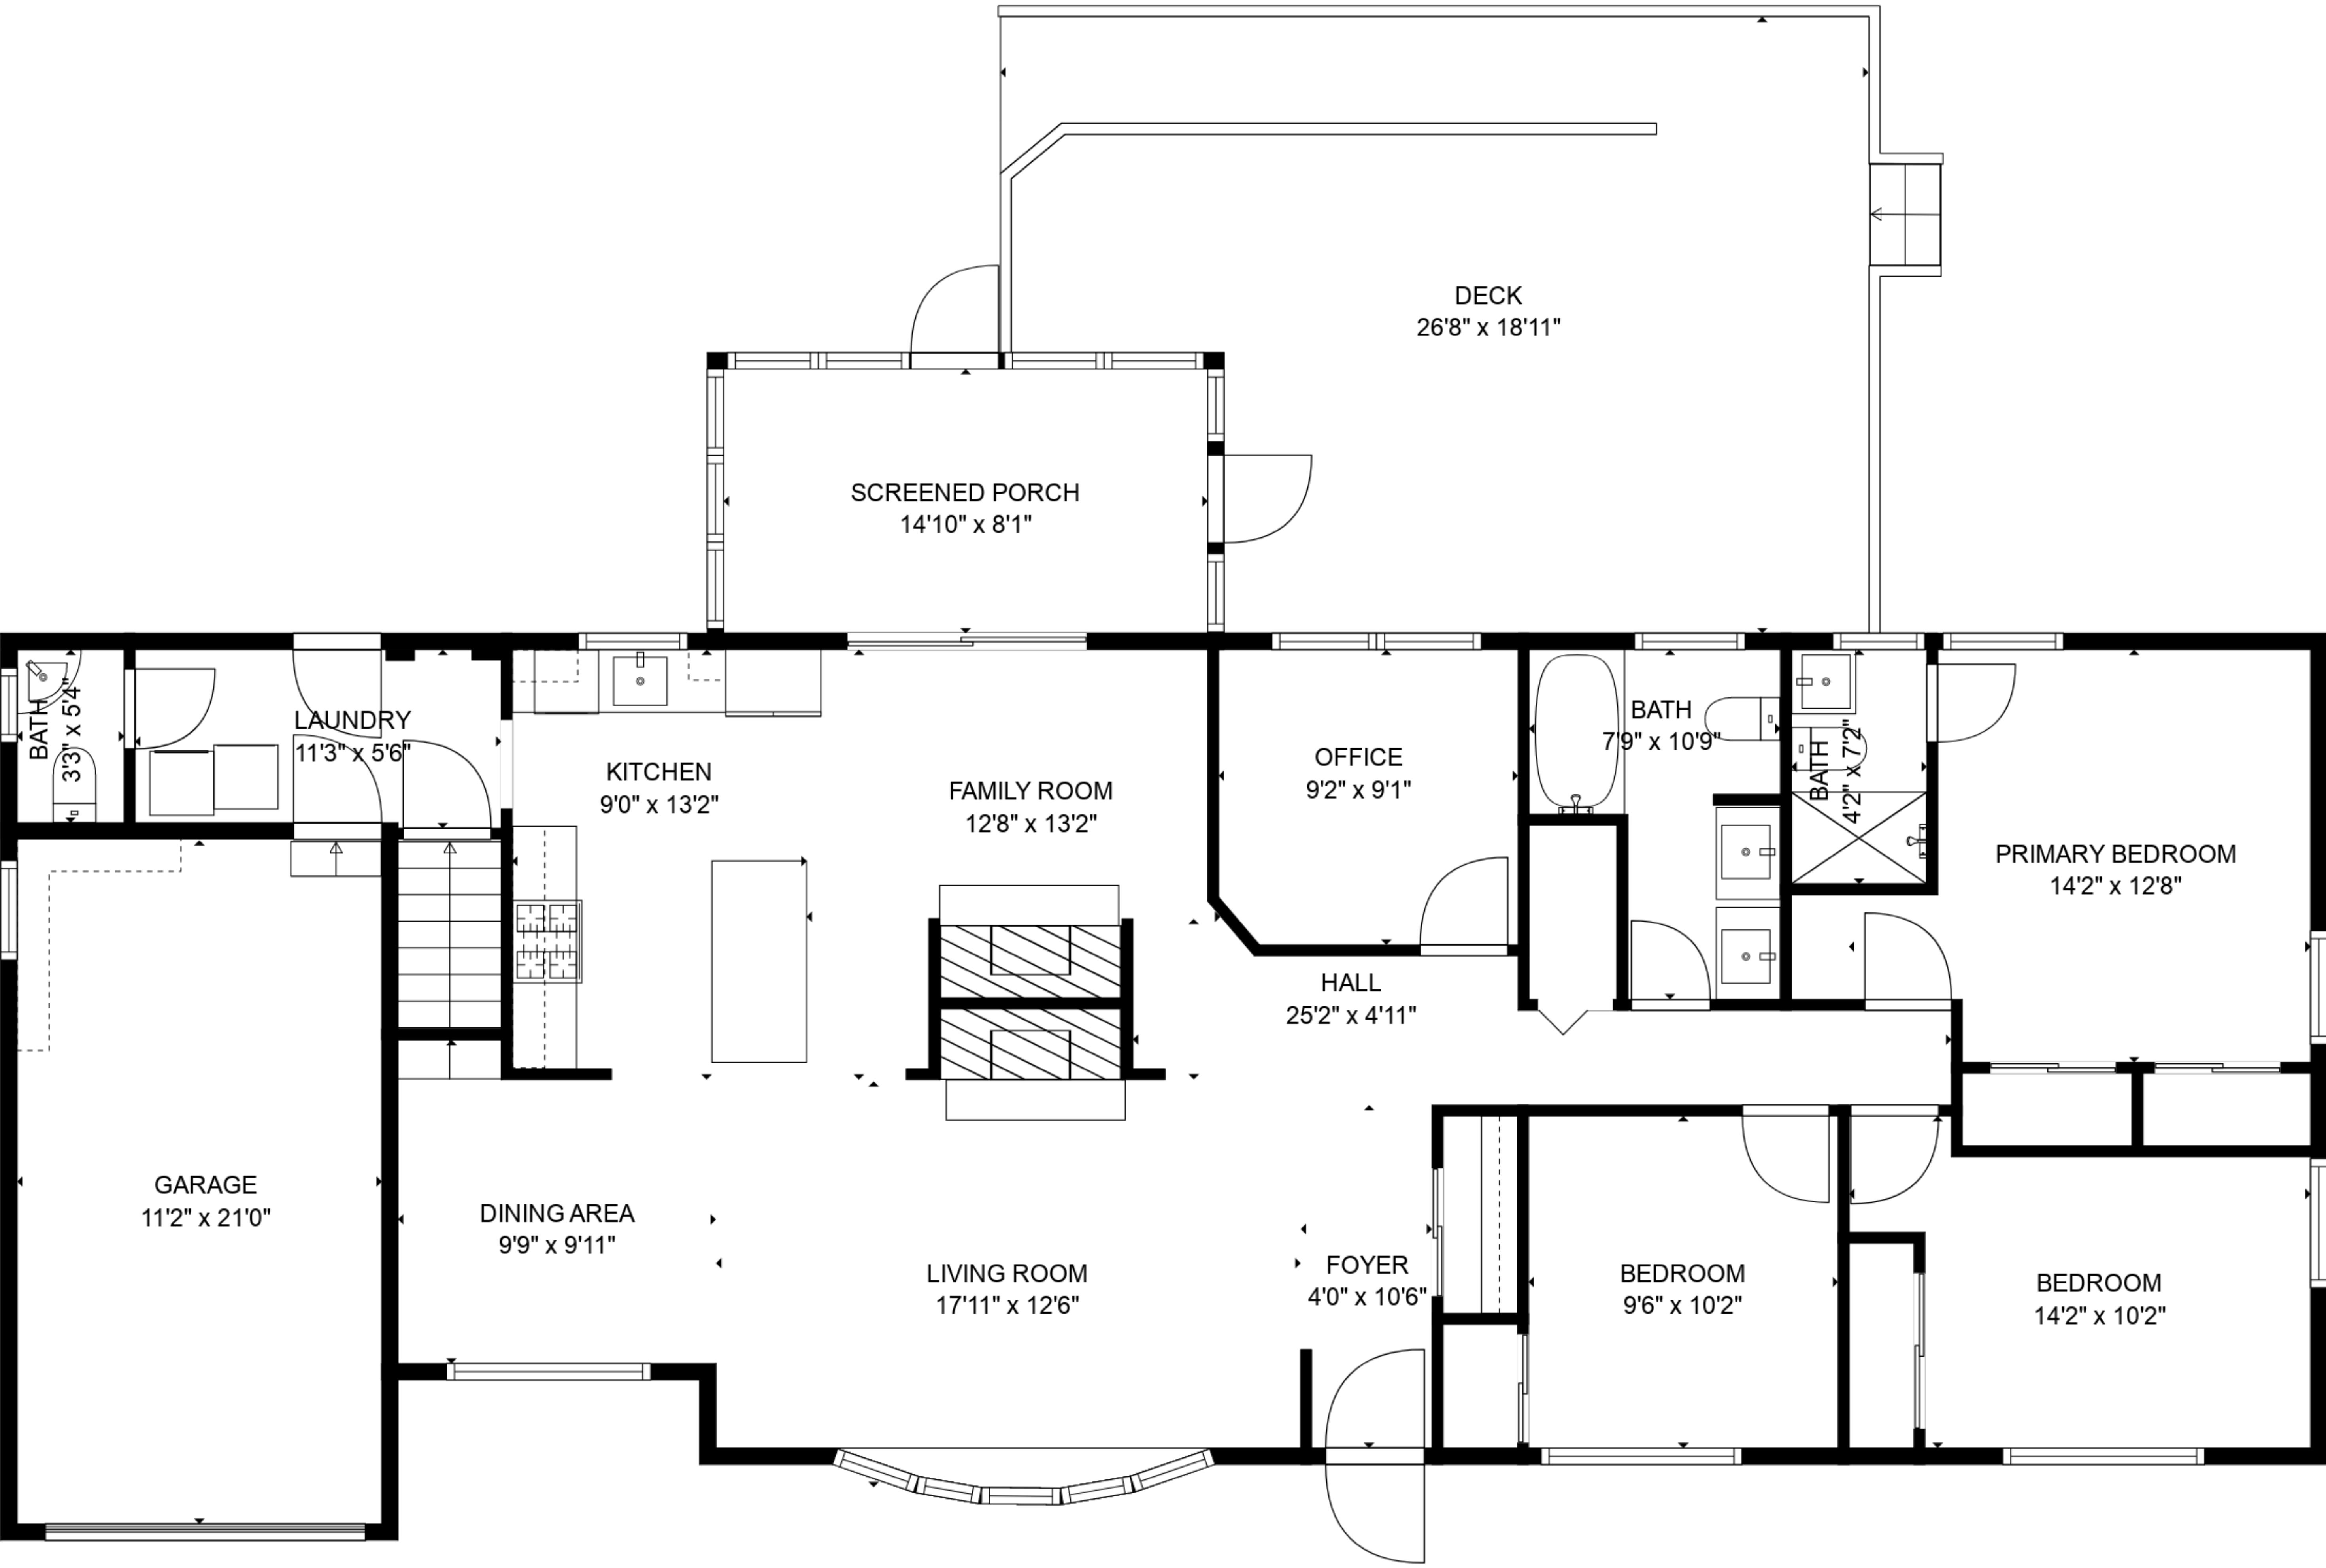 DECK
26'8" x 18'11"
SCREENED PORCH
14'10" x 8'1"
BATH
3'3" x 5'4"
LAUNDRY
11'3" x 5'6"
KITCHEN
9'0" x 13'2"
FAMILY ROOM
12'8" x 13'2"
OFFICE
9'2" x 9'1"
BATH
7'9" x 10'9"
BATH
4'2" x 7'2"
PRIMARY BEDROOM
14'2" x 12'8"
HALL
25'2" x 4'11"
GARAGE
11'2" x 21'0"
DINING AREA
9'9" x 9'11"
LIVING ROOM
17'11" x 12'6"
FOYER
4'0" x 10'6"
BEDROOM
9'6" x 10'2"
BEDROOM
14'2" x 10'2"